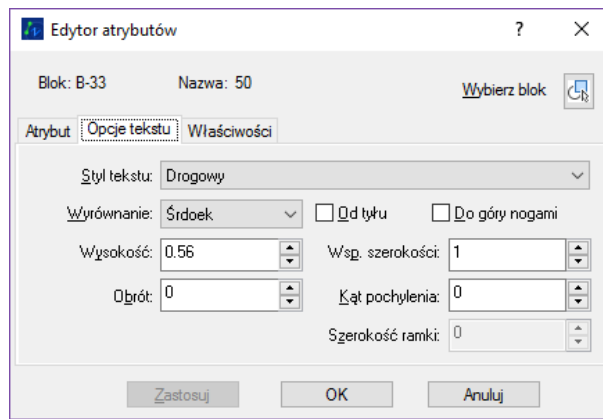 Edytor atrybutów ?
Blok: B-33 Nazwa: 50 Wybierz blok
Atrybut Opcje tekstu Właściwości
Styl tekstu: Drogowy
Wyrównanie: Śrdoek Od tyłu Do góry nogami
Wysokość: 0.56 Wsp. szerokości: 1
Obrót: 0 Kąt pochylenia: 0
Szerokość ramki: 0
Zastosuj OK Anuluj